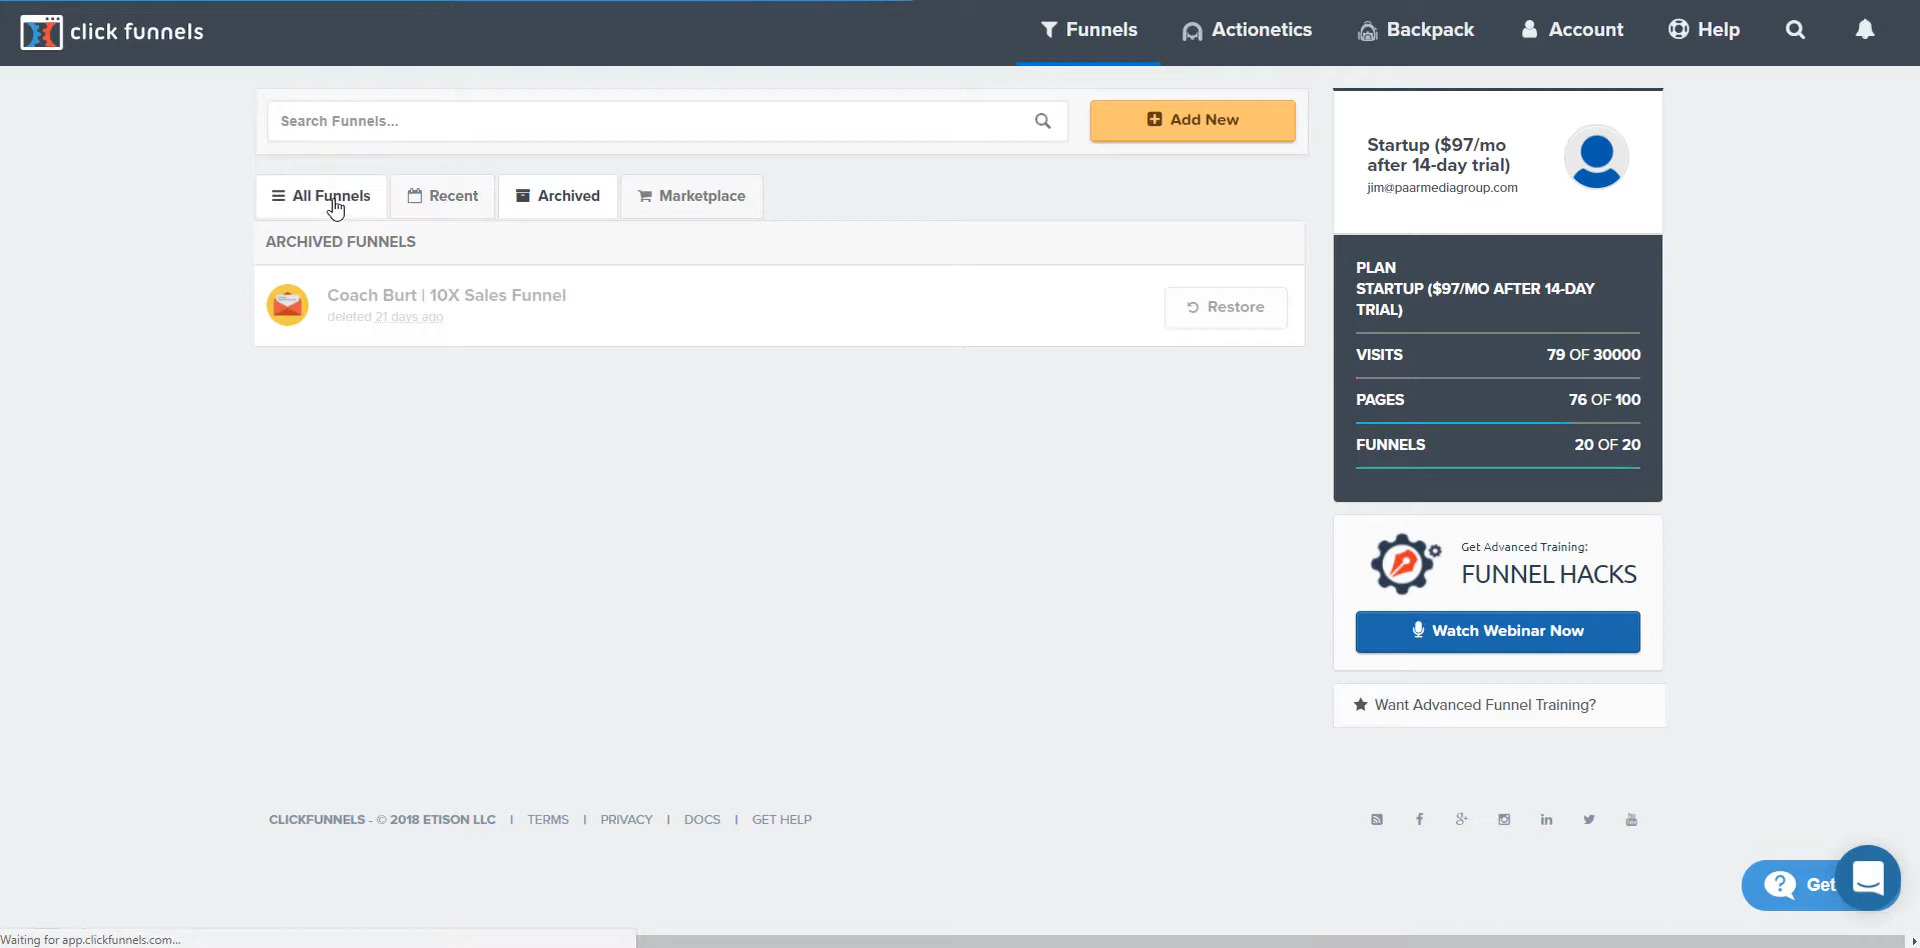 click funnels
Funnels
Actionetics
Backpack
Account
Help
Search Funnels...
Add New
All Funnels
Recent
Archived
Marketplace
ARCHIVED FUNNELS
Coach Burt | 10X Sales Funnel
deleted 21 days ago
Restore
Startup ($97/mo
after 14-day trial)
jim@paarmediagroup.com
PLAN
STARTUP ($97/MO AFTER 14-DAY
TRIAL)
VISITS 79 OF 30000
PAGES 76 OF 100
FUNNELS 20 OF 20
Get Advanced Training:
FUNNEL HACKS
Watch Webinar Now
Want Advanced Funnel Training?
CLICKFUNNELS - © 2018 ETISON LLC | TERMS | PRIVACY | DOCS | GET HELP
Get
Waiting for app.clickfunnels.com...